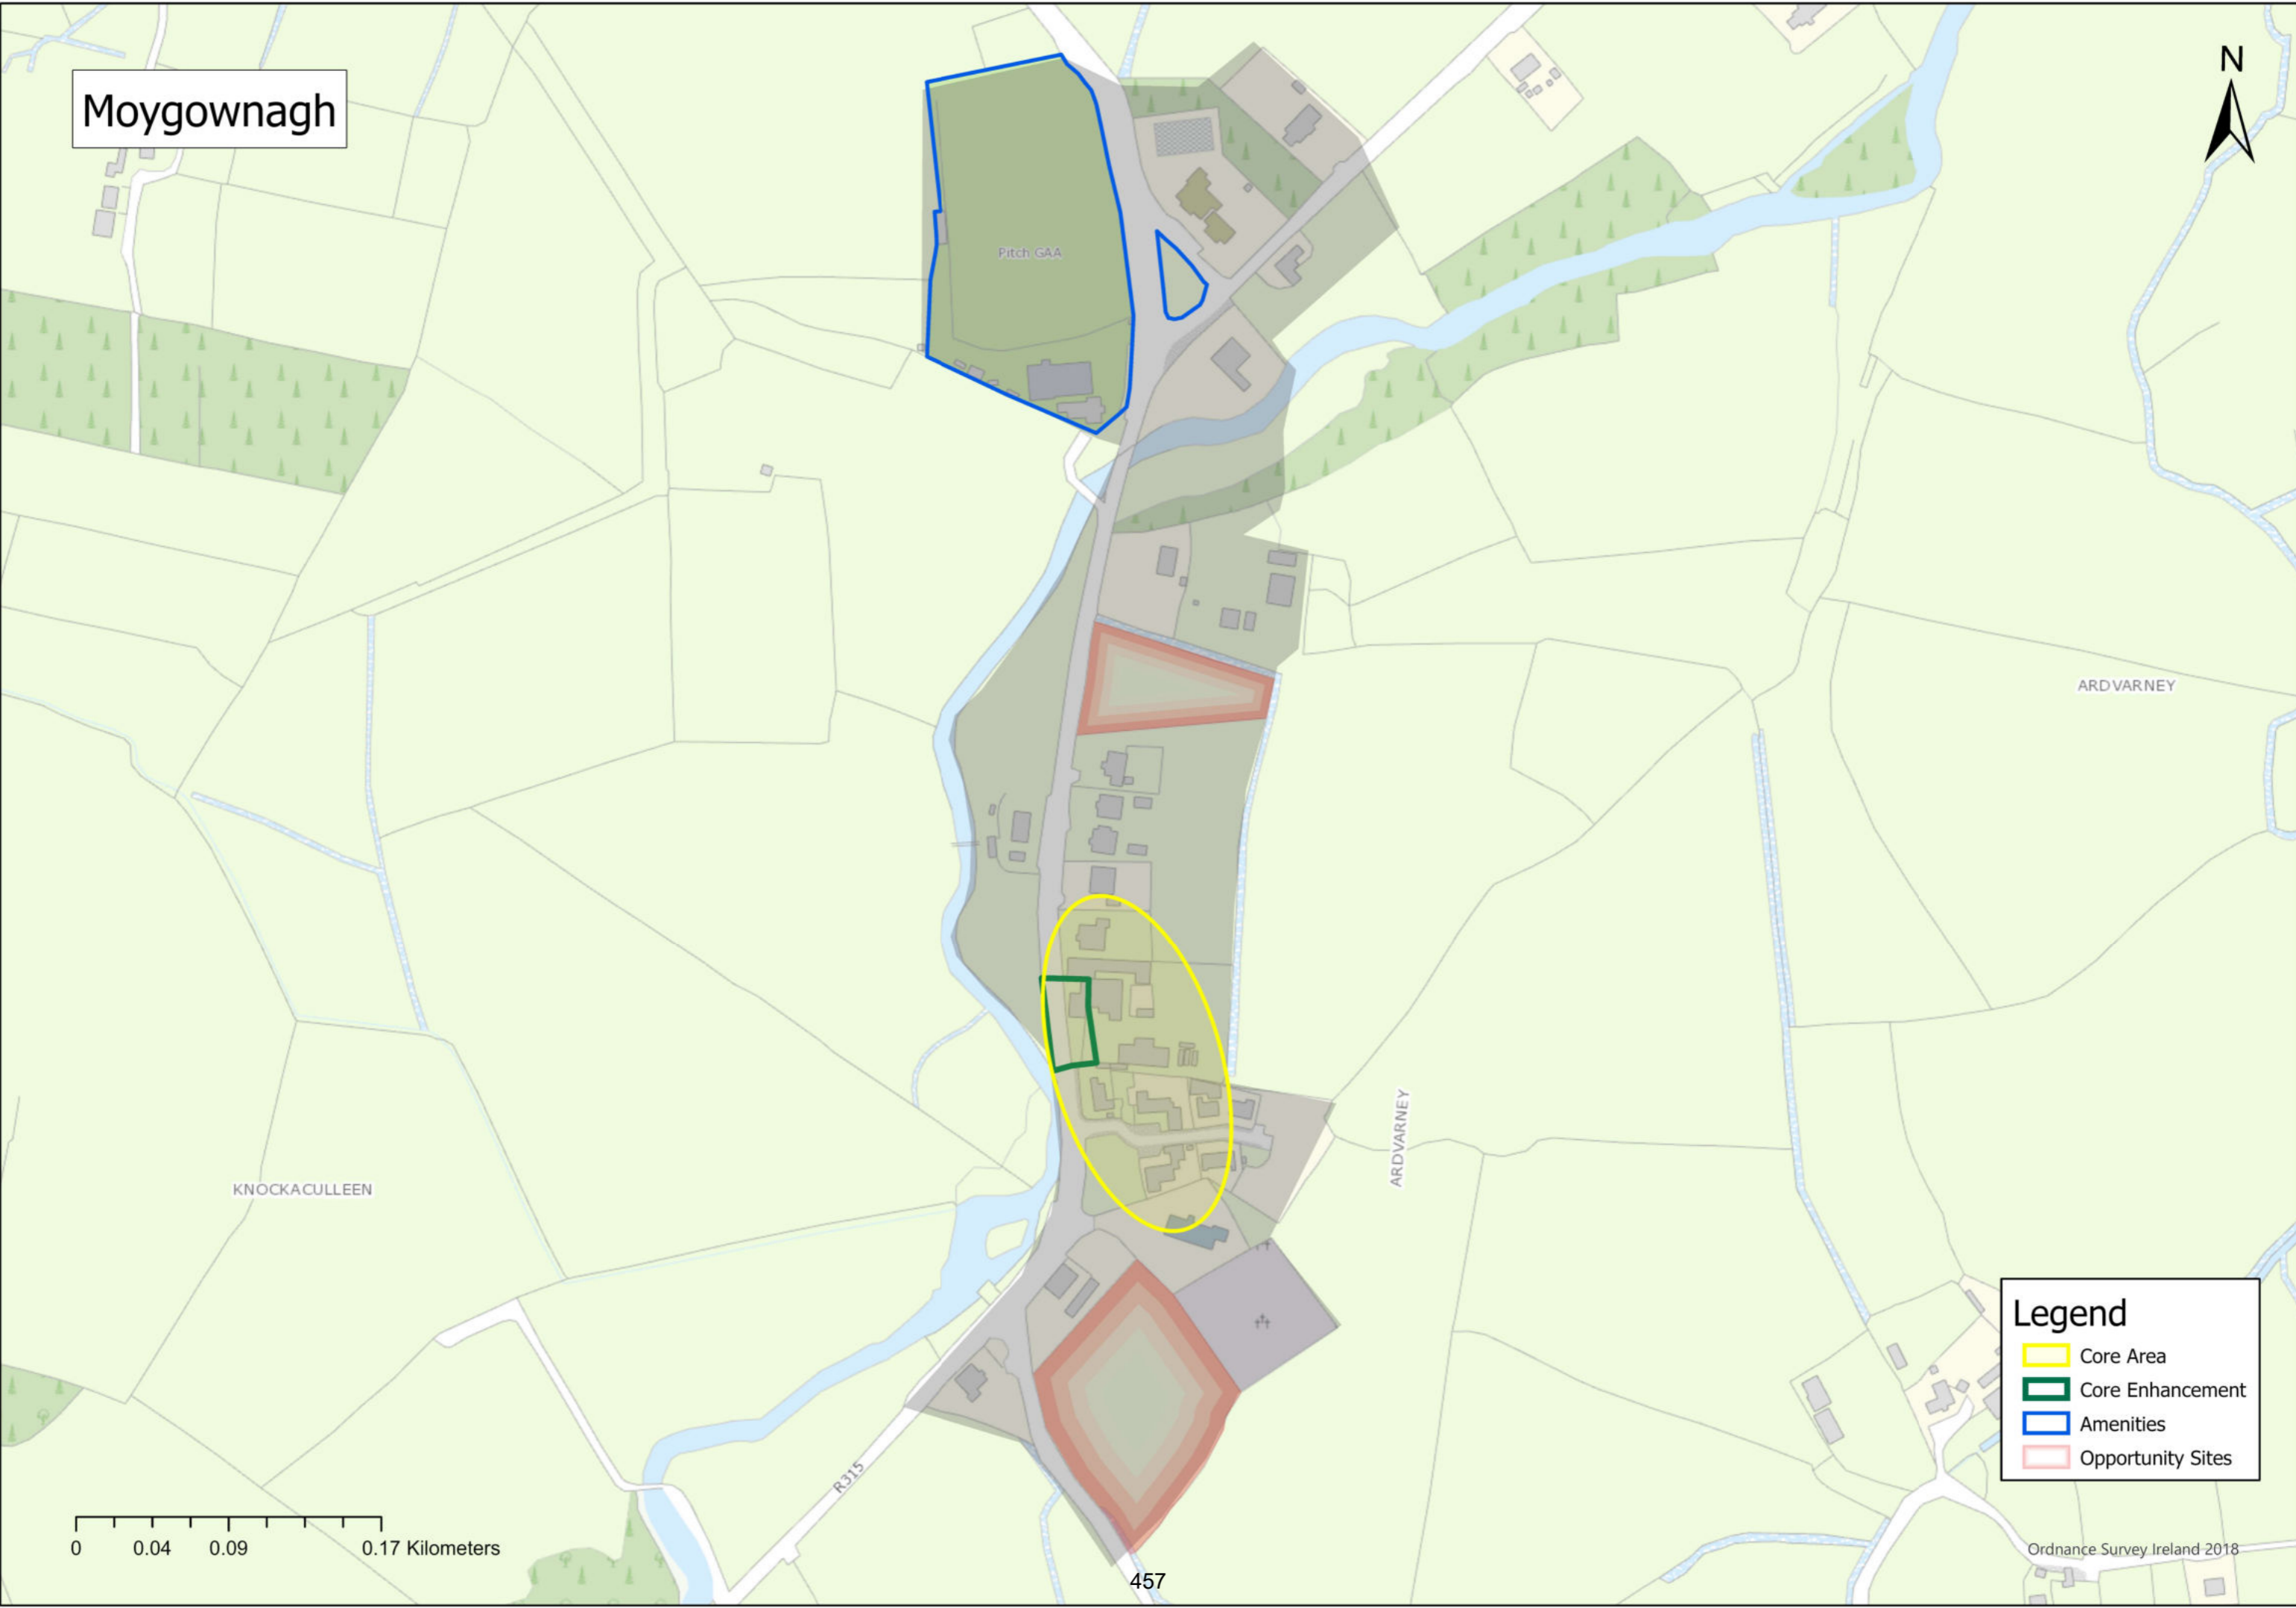 Moygownagh
N
Pitch GAA
ARDVARNEY
ARDVARNEY
KNOCKACULLEEN
R315
Legend
Core Area
Core Enhancement
Amenities
Opportunity Sites
0 0.04 0.09 0.17 Kilometers
Ordnance Survey Ireland 2018
457